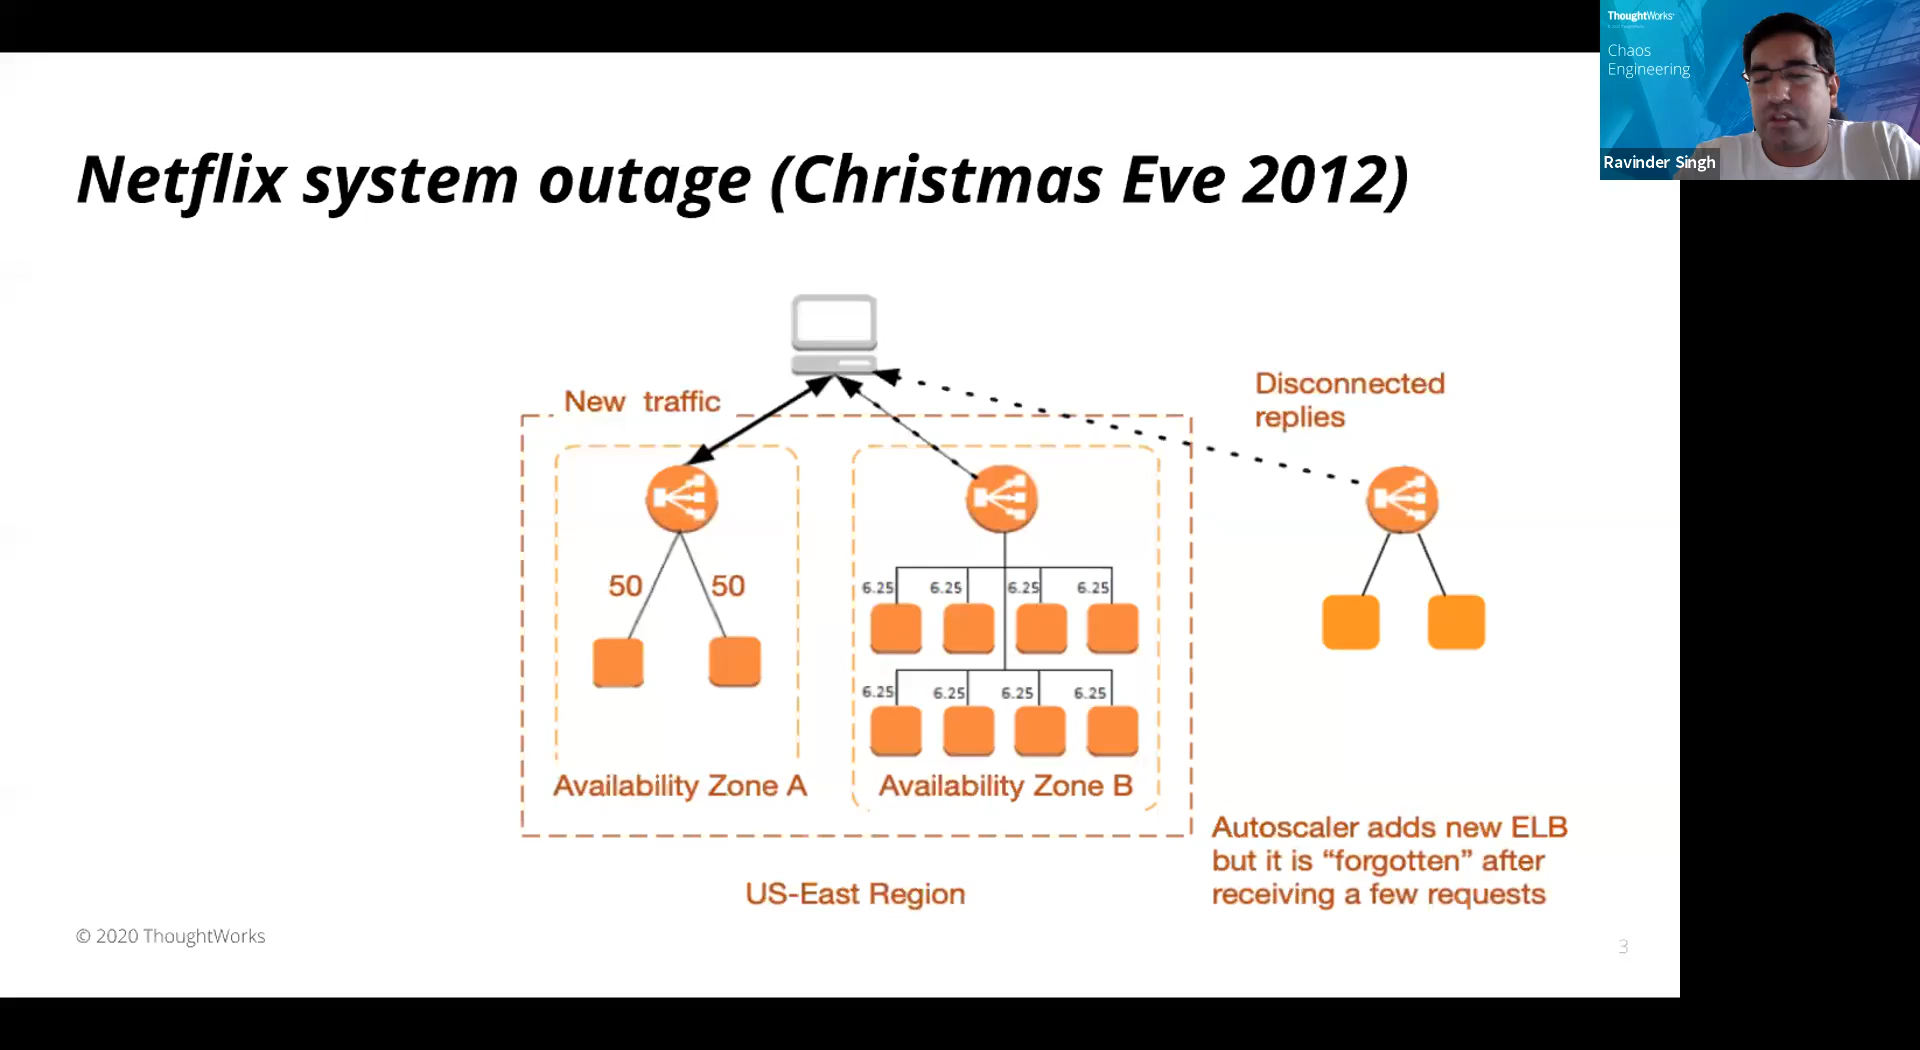 Netflix system outage (Christmas Eve 2012)
ThoughtWorks
Chaos
Engineering
Ravinder Singh
New traffic
Disconnected
replies
50 50
6.25 6.25 6.25 6.25
6.25 6.25 6.25 6.25
Availability Zone A
Availability Zone B
US-East Region
Autoscaler adds new ELB
but it is “forgotten” after
receiving a few requests
© 2020 ThoughtWorks
3